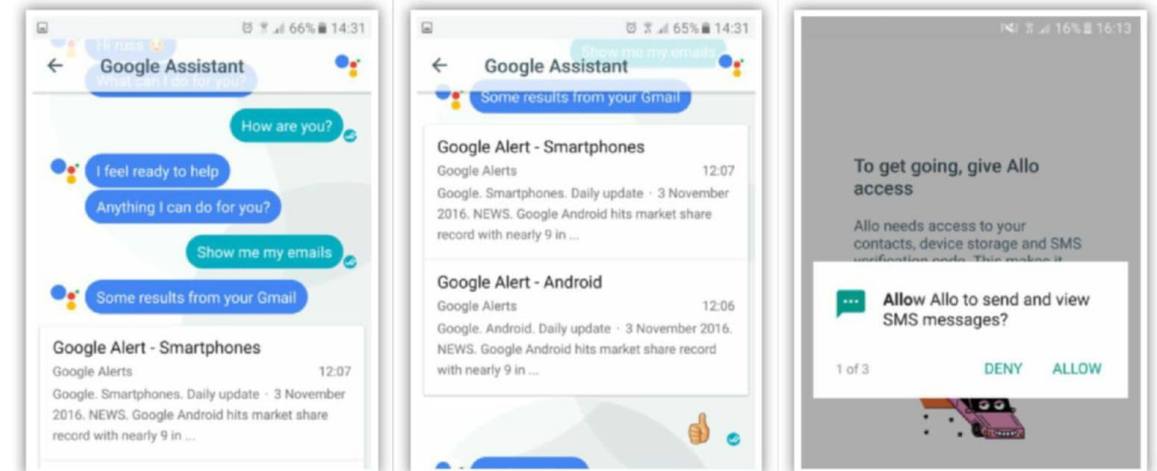 66% 14:31
Hi russ
Google Assistant
What can I do for you?
How are you?
I feel ready to help
Anything I can do for you?
Show me my emails
Some results from your Gmail
Google Alert - Smartphones
Google Alerts 12:07
Google. Smartphones. Daily update · 3 November
2016. NEWS. Google Android hits market share
record with nearly 9 in ...
65% 14:31
Show me my emails
Google Assistant
Some results from your Gmail
Google Alert - Smartphones
Google Alerts 12:07
Google. Smartphones. Daily update · 3 November
2016. NEWS. Google Android hits market share
record with nearly 9 in ...
Google Alert - Android
Google Alerts 12:06
Google. Android. Daily update · 3 November 2016.
NEWS. Google Android hits market share record
with nearly 9 in ...
16% 16:13
To get going, give Allo
access
Allo needs access to your
contacts, device storage and SMS
verification code. This makes it
Allow Allo to send and view
SMS messages?
1 of 3 DENY ALLOW